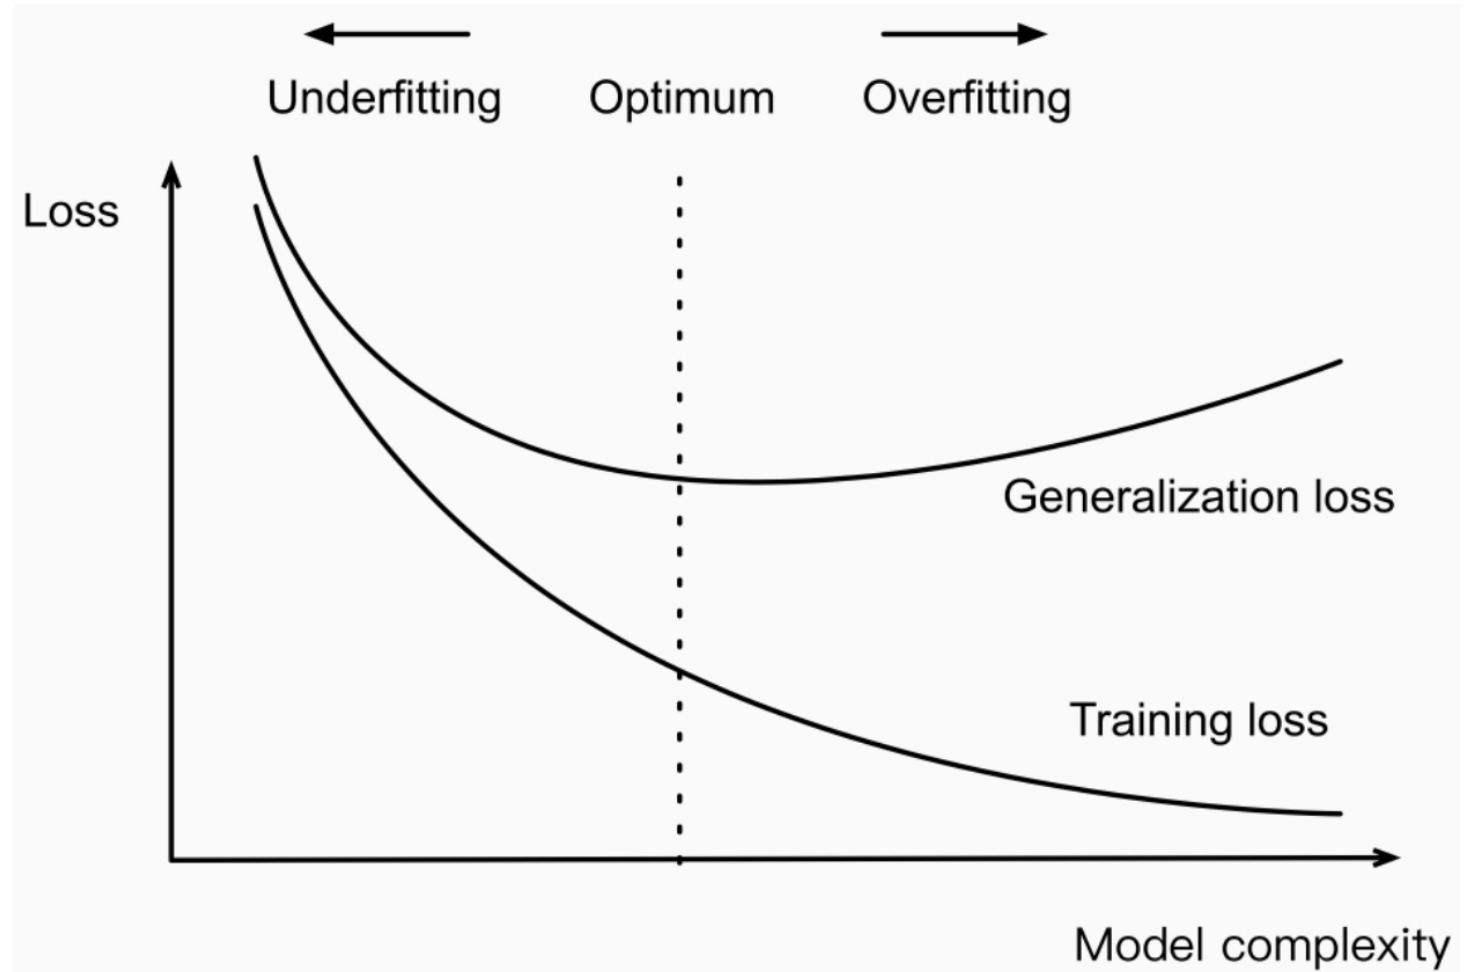 Underfitting
Optimum
Overfitting
Loss
Generalization loss
Training loss
Model complexity